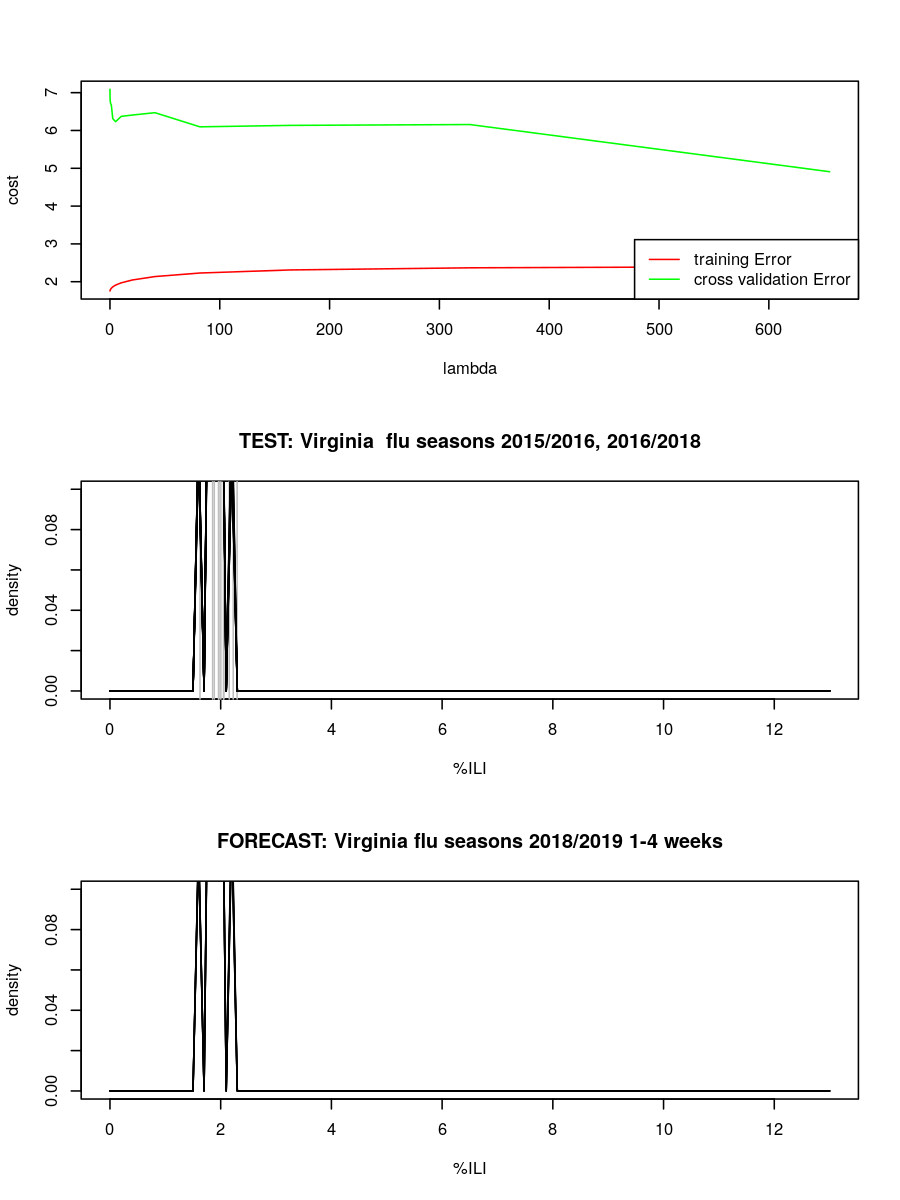 7
6
5
4
3
2
cost
training Error
cross validation Error
0 100 200 300 400 500 600
lambda
TEST: Virginia  flu seasons 2015/2016, 2016/2018
0.08
0.04
0.00
density
0 2 4 6 8 10 12
%ILI
FORECAST: Virginia flu seasons 2018/2019 1-4 weeks
0.08
0.04
0.00
density
0 2 4 6 8 10 12
%ILI